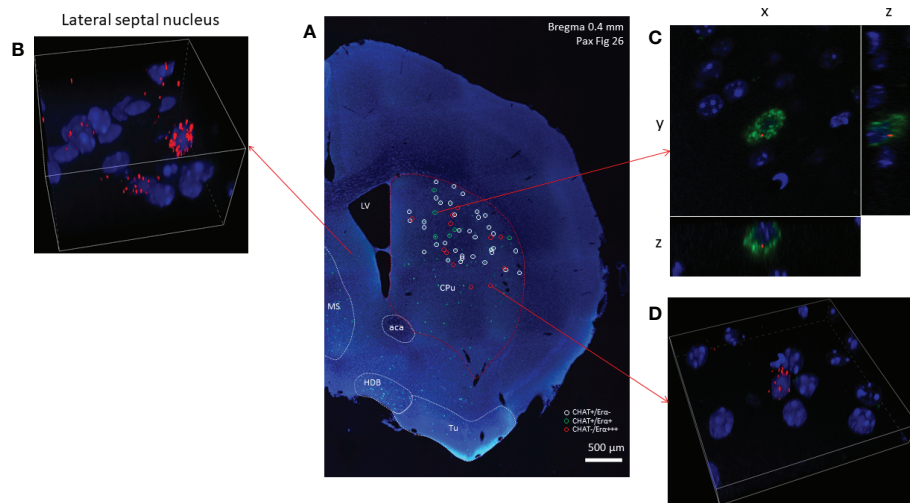 Lateral septal nucleus
B
A
Bregma 0.4 mm
Pax Fig 26
LV
CPu
MS
aca
HDB
Tu
CHAT+/Erα-
CHAT+/Erα+
CHAT-/Erα+++
500 µm
C
x
z
y
z
D